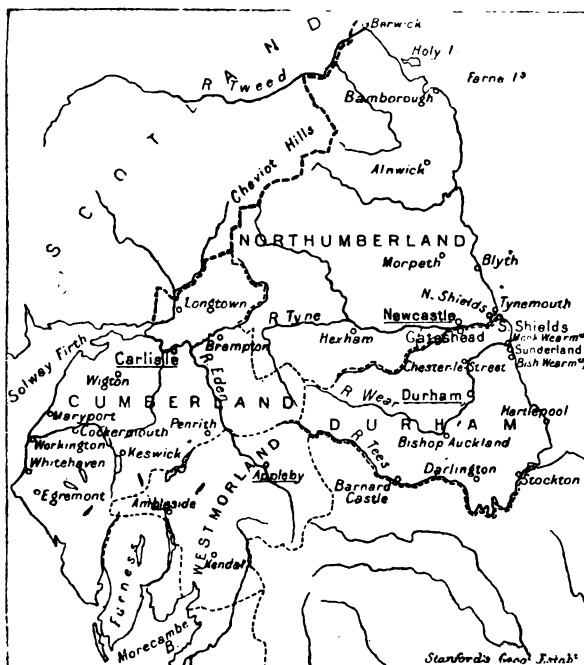 Berwick
Holy I
Farne Is
SCOTLAND
R Tweed
Bamborough
Cheviot Hills
Alnwick
NORTHUMBERLAND
Morpeth
Blyth
Longtown
N. Shields
Tynemouth
R Tyne
Newcastle
S. Shields
Solway Firth
Brampton
Hexham
Gateshead
Monk Wearmo
Carlisle
Sunderland
R Eden
Chester le Street
Bish Wearmo
Wigton
R Wear
Durham
CUMBERLAND
Maryport
Hartlepool
Cockermouth
Penrith
DURHAM
Workington
R Tees
Bishop Auckland
Whitehaven
Keswick
Appleby
Darlington
Stockton
Egremont
Ambleside
Barnard
Castle
WESTMORLAND
Kendal
Furness
Morecambe
B.
Stanford's Geogl Estabt